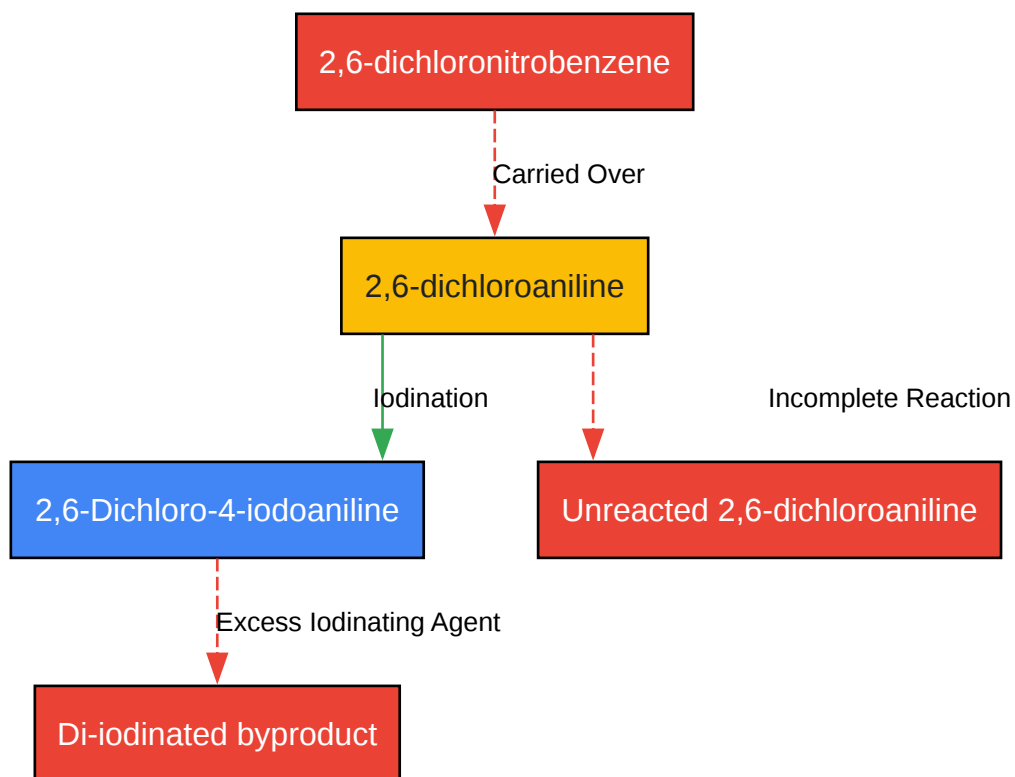 2,6-dichloronitrobenzene
Carried Over
2,6-dichloroaniline
Iodination
Incomplete Reaction
2,6-Dichloro-4-iodoaniline
Unreacted 2,6-dichloroaniline
Excess Iodinating Agent
Di-iodinated byproduct